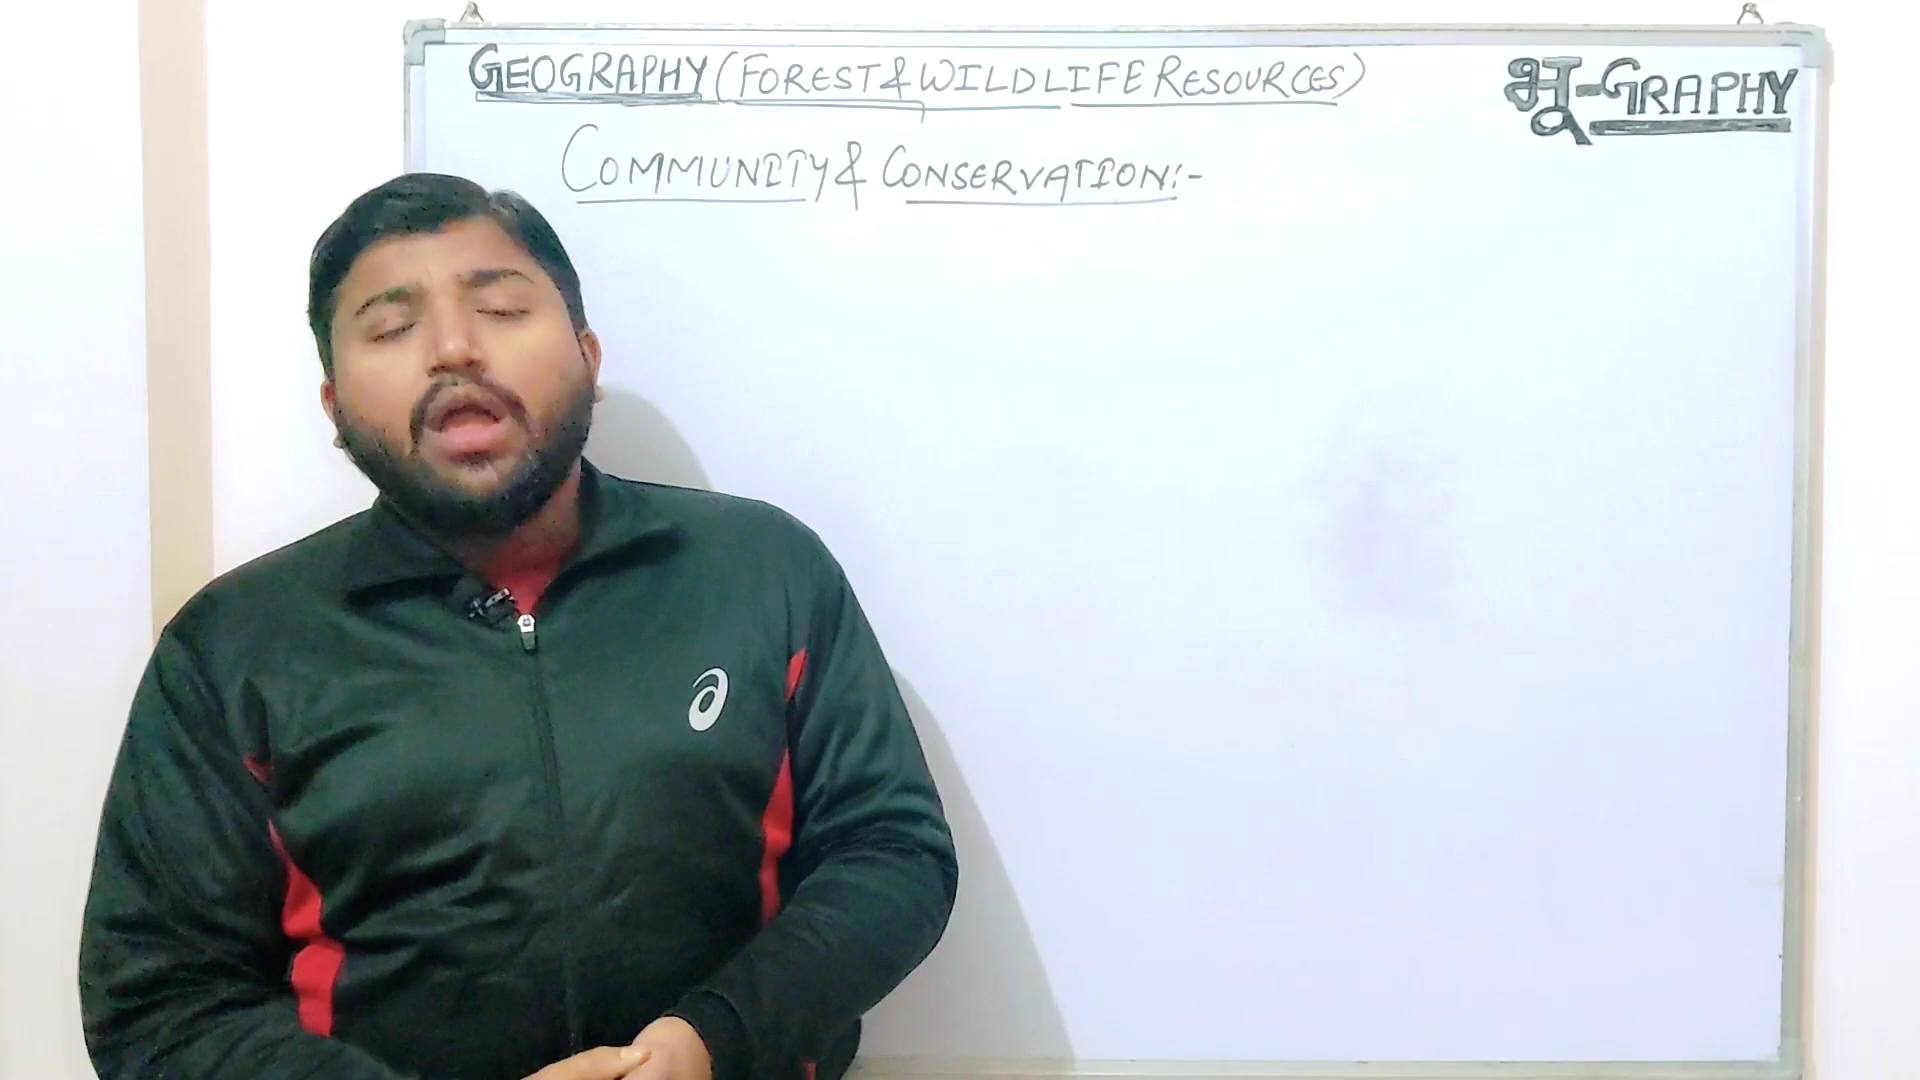 GEOGRAPHY (FOREST & WILDLIFE RESOURCES)
भू-GRAPHY
COMMUNITY & CONSERVATION:-